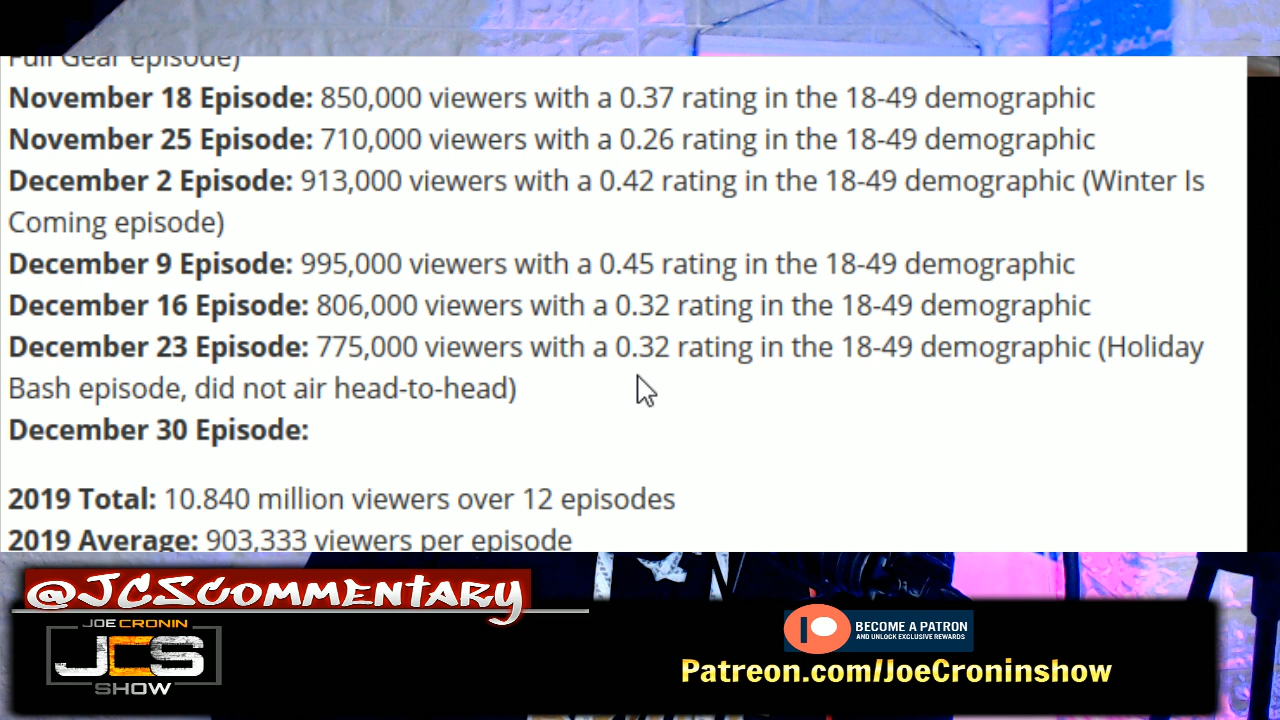 Full Gear episode)
November 18 Episode: 850,000 viewers with a 0.37 rating in the 18-49 demographic
November 25 Episode: 710,000 viewers with a 0.26 rating in the 18-49 demographic
December 2 Episode: 913,000 viewers with a 0.42 rating in the 18-49 demographic (Winter Is
Coming episode)
December 9 Episode: 995,000 viewers with a 0.45 rating in the 18-49 demographic
December 16 Episode: 806,000 viewers with a 0.32 rating in the 18-49 demographic
December 23 Episode: 775,000 viewers with a 0.32 rating in the 18-49 demographic (Holiday
Bash episode, did not air head-to-head)
December 30 Episode:
2019 Total: 10.840 million viewers over 12 episodes
2019 Average: 903,333 viewers per episode
@JCSCOMMENTARY
JOE CRONIN
JCS
SHOW
BECOME A PATRON
AND UNLOCK EXCLUSIVE REWARDS
Patreon.com/JoeCroninshow